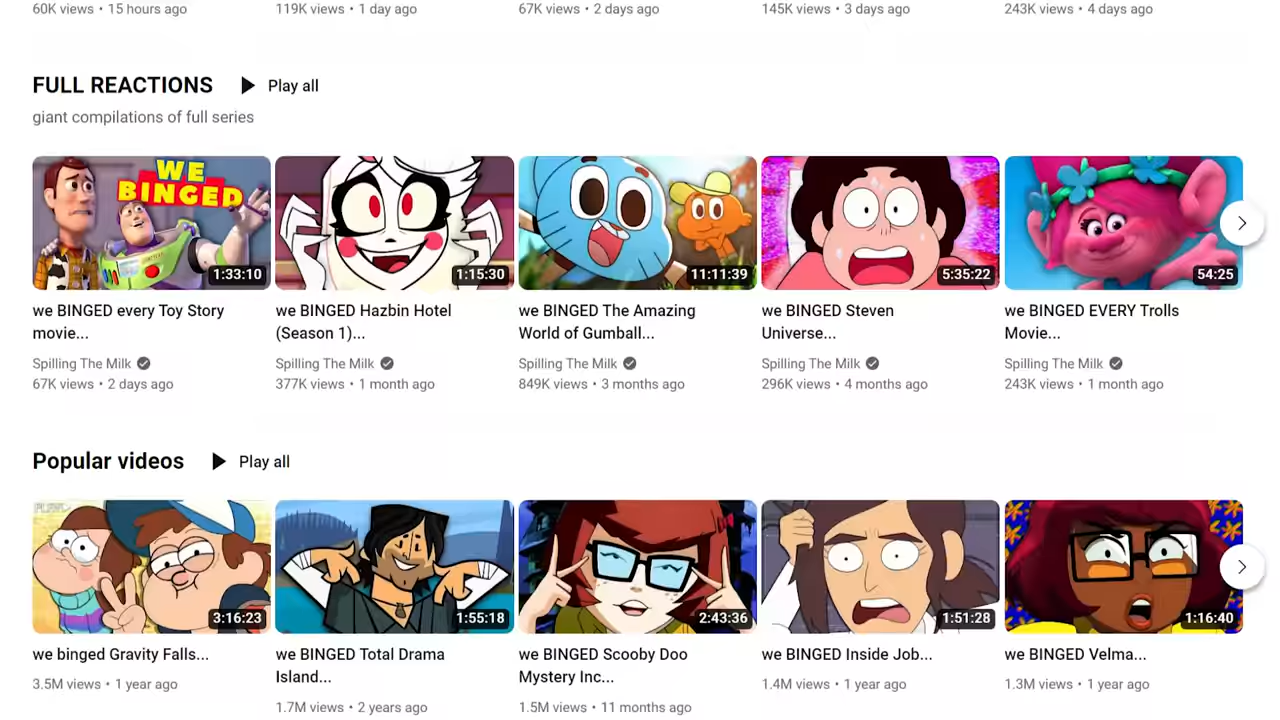 60K views • 15 hours ago
119K views • 1 day ago
67K views • 2 days ago
145K views • 3 days ago
243K views • 4 days ago
FULL REACTIONS
Play all
giant compilations of full series
WE
BINGED
1:33:10
1:15:30
11:11:39
5:35:22
54:25
we BINGED every Toy Story
movie...
Spilling The Milk
67K views • 2 days ago
we BINGED Hazbin Hotel
(Season 1)...
Spilling The Milk
377K views • 1 month ago
we BINGED The Amazing
World of Gumball...
Spilling The Milk
849K views • 3 months ago
we BINGED Steven
Universe...
Spilling The Milk
296K views • 4 months ago
we BINGED EVERY Trolls
Movie...
Spilling The Milk
243K views • 1 month ago
Popular videos
Play all
3:16:23
1:55:18
2:43:36
1:51:28
1:16:40
we binged Gravity Falls...
3.5M views • 1 year ago
we BINGED Total Drama
Island...
1.7M views • 2 years ago
we BINGED Scooby Doo
Mystery Inc...
1.5M views • 11 months ago
we BINGED Inside Job...
1.4M views • 1 year ago
we BINGED Velma...
1.3M views • 1 year ago